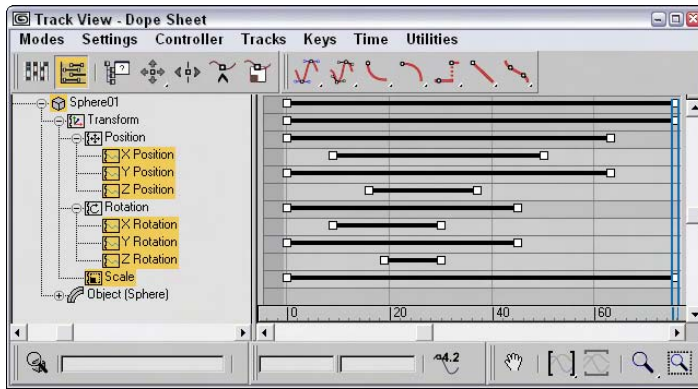 Track View - Dope Sheet
Modes Settings Controller Tracks Keys Time Utilities
Sphere01
Transform
Position
X Position
Y Position
Z Position
Rotation
X Rotation
Y Rotation
Z Rotation
Scale
Object (Sphere)
0 20 40 60
4.2